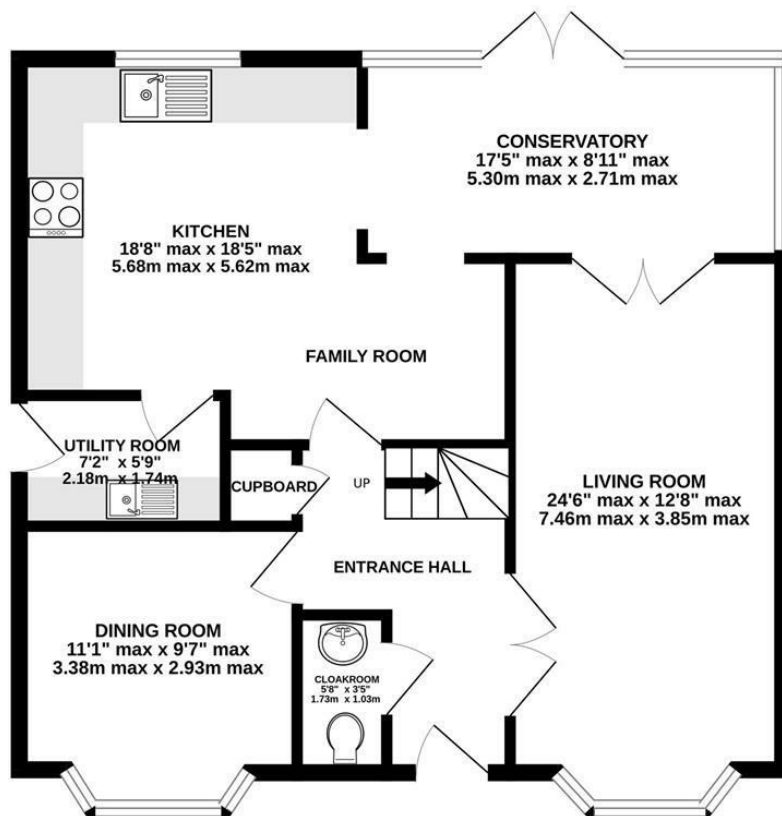 CONSERVATORY
17'5" max x 8'11" max
5.30m max x 2.71m max
KITCHEN
18'8" max x 18'5" max
5.68m max x 5.62m max
FAMILY ROOM
UTILITY ROOM
7'2" x 5'9"
2.18m x 1.74m
CUPBOARD
UP
LIVING ROOM
24'6" max x 12'8" max
7.46m max x 3.85m max
ENTRANCE HALL
DINING ROOM
11'1" max x 9'7" max
3.38m max x 2.93m max
CLOAKROOM
5'8" x 3'5"
1.73m x 1.03m